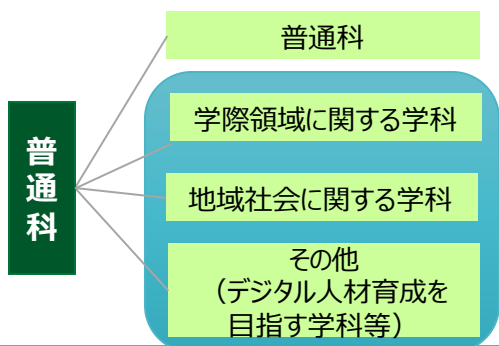 普通科
普通科
学際領域に関する学科
地域社会に関する学科
その他
（デジタル人材育成を
目指す学科等）